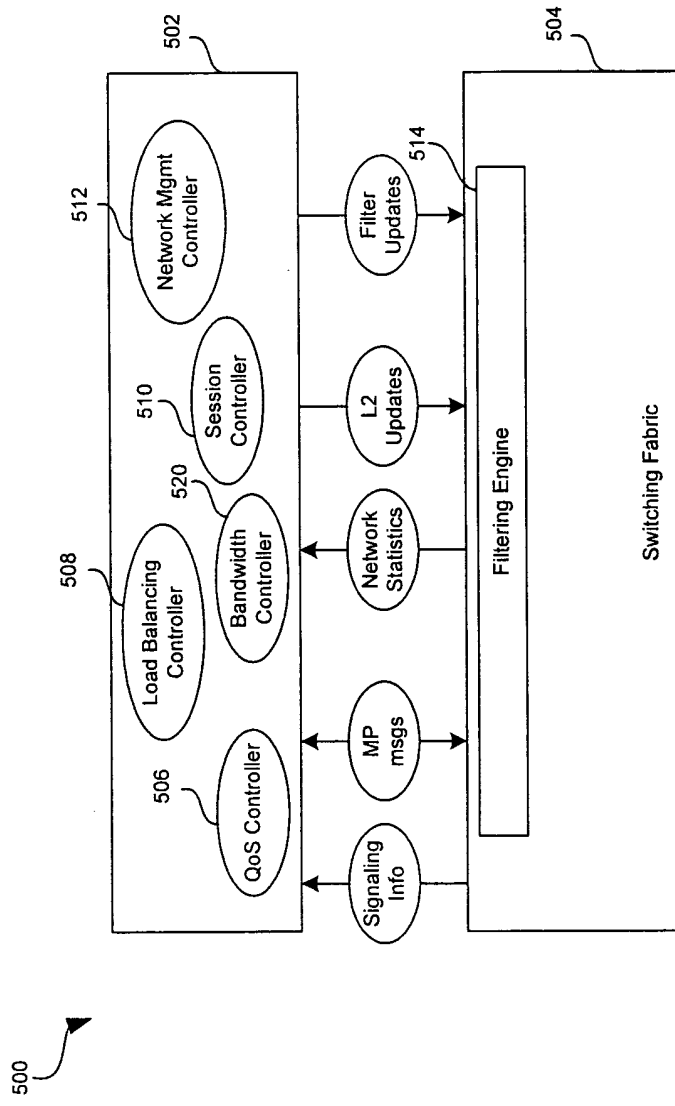 500
502
512
Network Mgmt
Controller
510
Session
Controller
520
Bandwidth
Controller
508
Load Balancing
Controller
506
QoS Controller
Signaling
Info
MP
msgs
Network
Statistics
L2
Updates
Filter
Updates
504
514
Filtering Engine
Switching Fabric